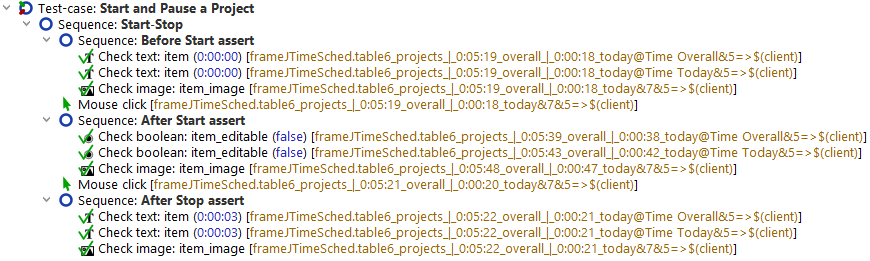 Test-case: Start and Pause a Project
Sequence: Start-Stop
Sequence: Before Start assert
Check text: item (0:00:00) [frameJTimeSched.table6_projects_|_0:05:19_overall_|_0:00:18_today@Time Overall&5=>$(client)]
Check text: item (0:00:00) [frameJTimeSched.table6_projects_|_0:05:19_overall_|_0:00:18_today@Time Today&5=>$(client)]
Check image: item_image [frameJTimeSched.table6_projects_|_0:05:19_overall_|_0:00:18_today&7&5=>$(client)]
Mouse click [frameJTimeSched.table6_projects_|_0:05:19_overall_|_0:00:18_today&7&5=>$(client)]
Sequence: After Start assert
Check boolean: item_editable (false) [frameJTimeSched.table6_projects_|_0:05:39_overall_|_0:00:38_today@Time Overall&5=>$(client)]
Check boolean: item_editable (false) [frameJTimeSched.table6_projects_|_0:05:43_overall_|_0:00:42_today@Time Today&5=>$(client)]
Check image: item_image [frameJTimeSched.table6_projects_|_0:05:48_overall_|_0:00:47_today&7&5=>$(client)]
Mouse click [frameJTimeSched.table6_projects_|_0:05:21_overall_|_0:00:20_today&7&5=>$(client)]
Sequence: After Stop assert
Check text: item (0:00:03) [frameJTimeSched.table6_projects_|_0:05:22_overall_|_0:00:21_today@Time Overall&5=>$(client)]
Check text: item (0:00:03) [frameJTimeSched.table6_projects_|_0:05:22_overall_|_0:00:21_today@Time Today&5=>$(client)]
Check image: item_image [frameJTimeSched.table6_projects_|_0:05:22_overall_|_0:00:21_today&7&5=>$(client)]